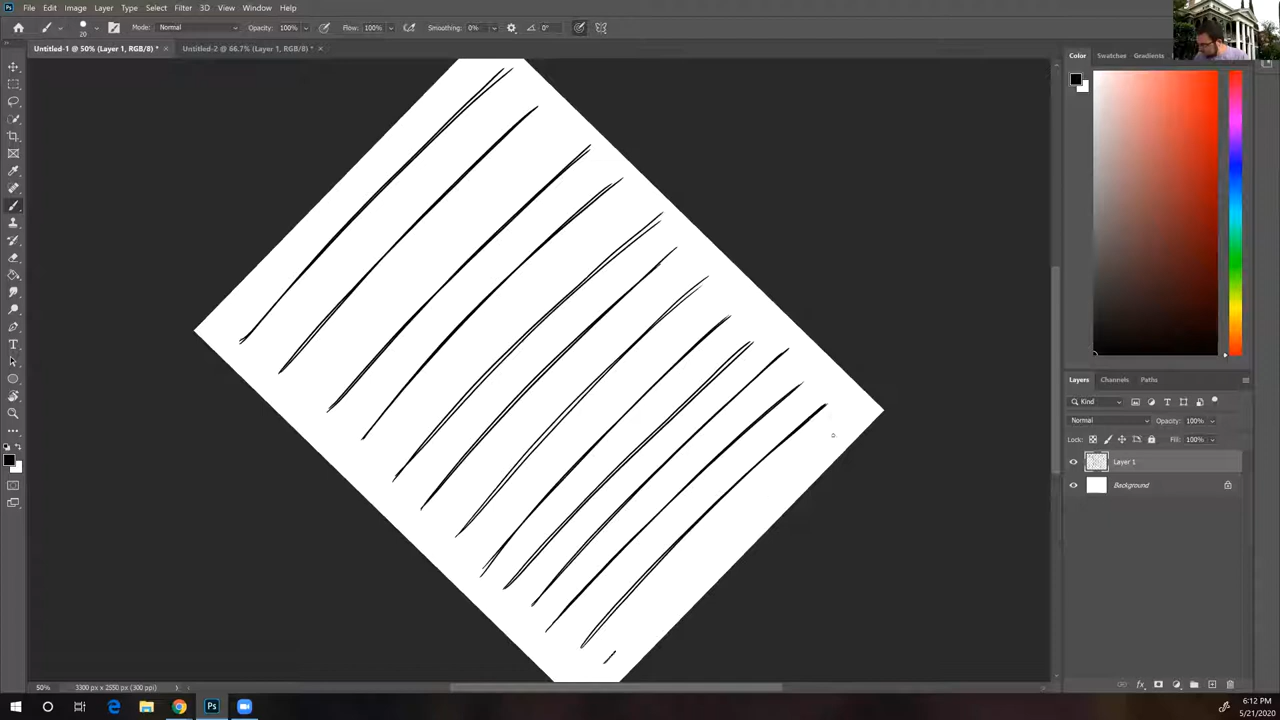 File Edit Image Layer Type Select Filter 3D View Window Help
20 Mode: Normal Opacity: 100% Flow: 100% Smoothing: 0% 0°
Untitled-1 @ 50% (Layer 1, RGB/8) * × Untitled-2 @ 66.7% (Layer 1, RGB/8) * ×
Color Swatches Gradients
Layers Channels Paths
Kind
Normal Opacity: 100%
Lock: Fill: 100%
Layer 1
Background
50% 3300 px x 2550 px (300 ppi)
6:12 PM
5/21/2020